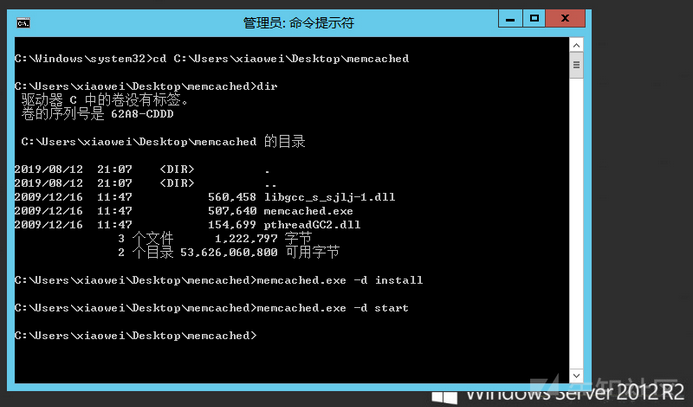 管理员: 命令提示符
C:\Windows\system32>cd C:\Users\xiaowei\Desktop\memcached
C:\Users\xiaowei\Desktop\memcached>dir
驱动器 C 中的卷没有标签。
卷的序列号是 62A8-CDDD
C:\Users\xiaowei\Desktop\memcached 的目录
2019/08/12  21:07    <DIR>          .
2019/08/12  21:07    <DIR>          ..
2009/12/16  11:47           560,458 libgcc_s_sjlj-1.dll
2009/12/16  11:47           507,640 memcached.exe
2009/12/16  11:47           154,699 pthreadGC2.dll
3 个文件      1,222,797 字节
2 个目录 53,626,060,800 可用字节
C:\Users\xiaowei\Desktop\memcached>memcached.exe -d install
C:\Users\xiaowei\Desktop\memcached>memcached.exe -d start
C:\Users\xiaowei\Desktop\memcached>
Windows Server 2012 R2